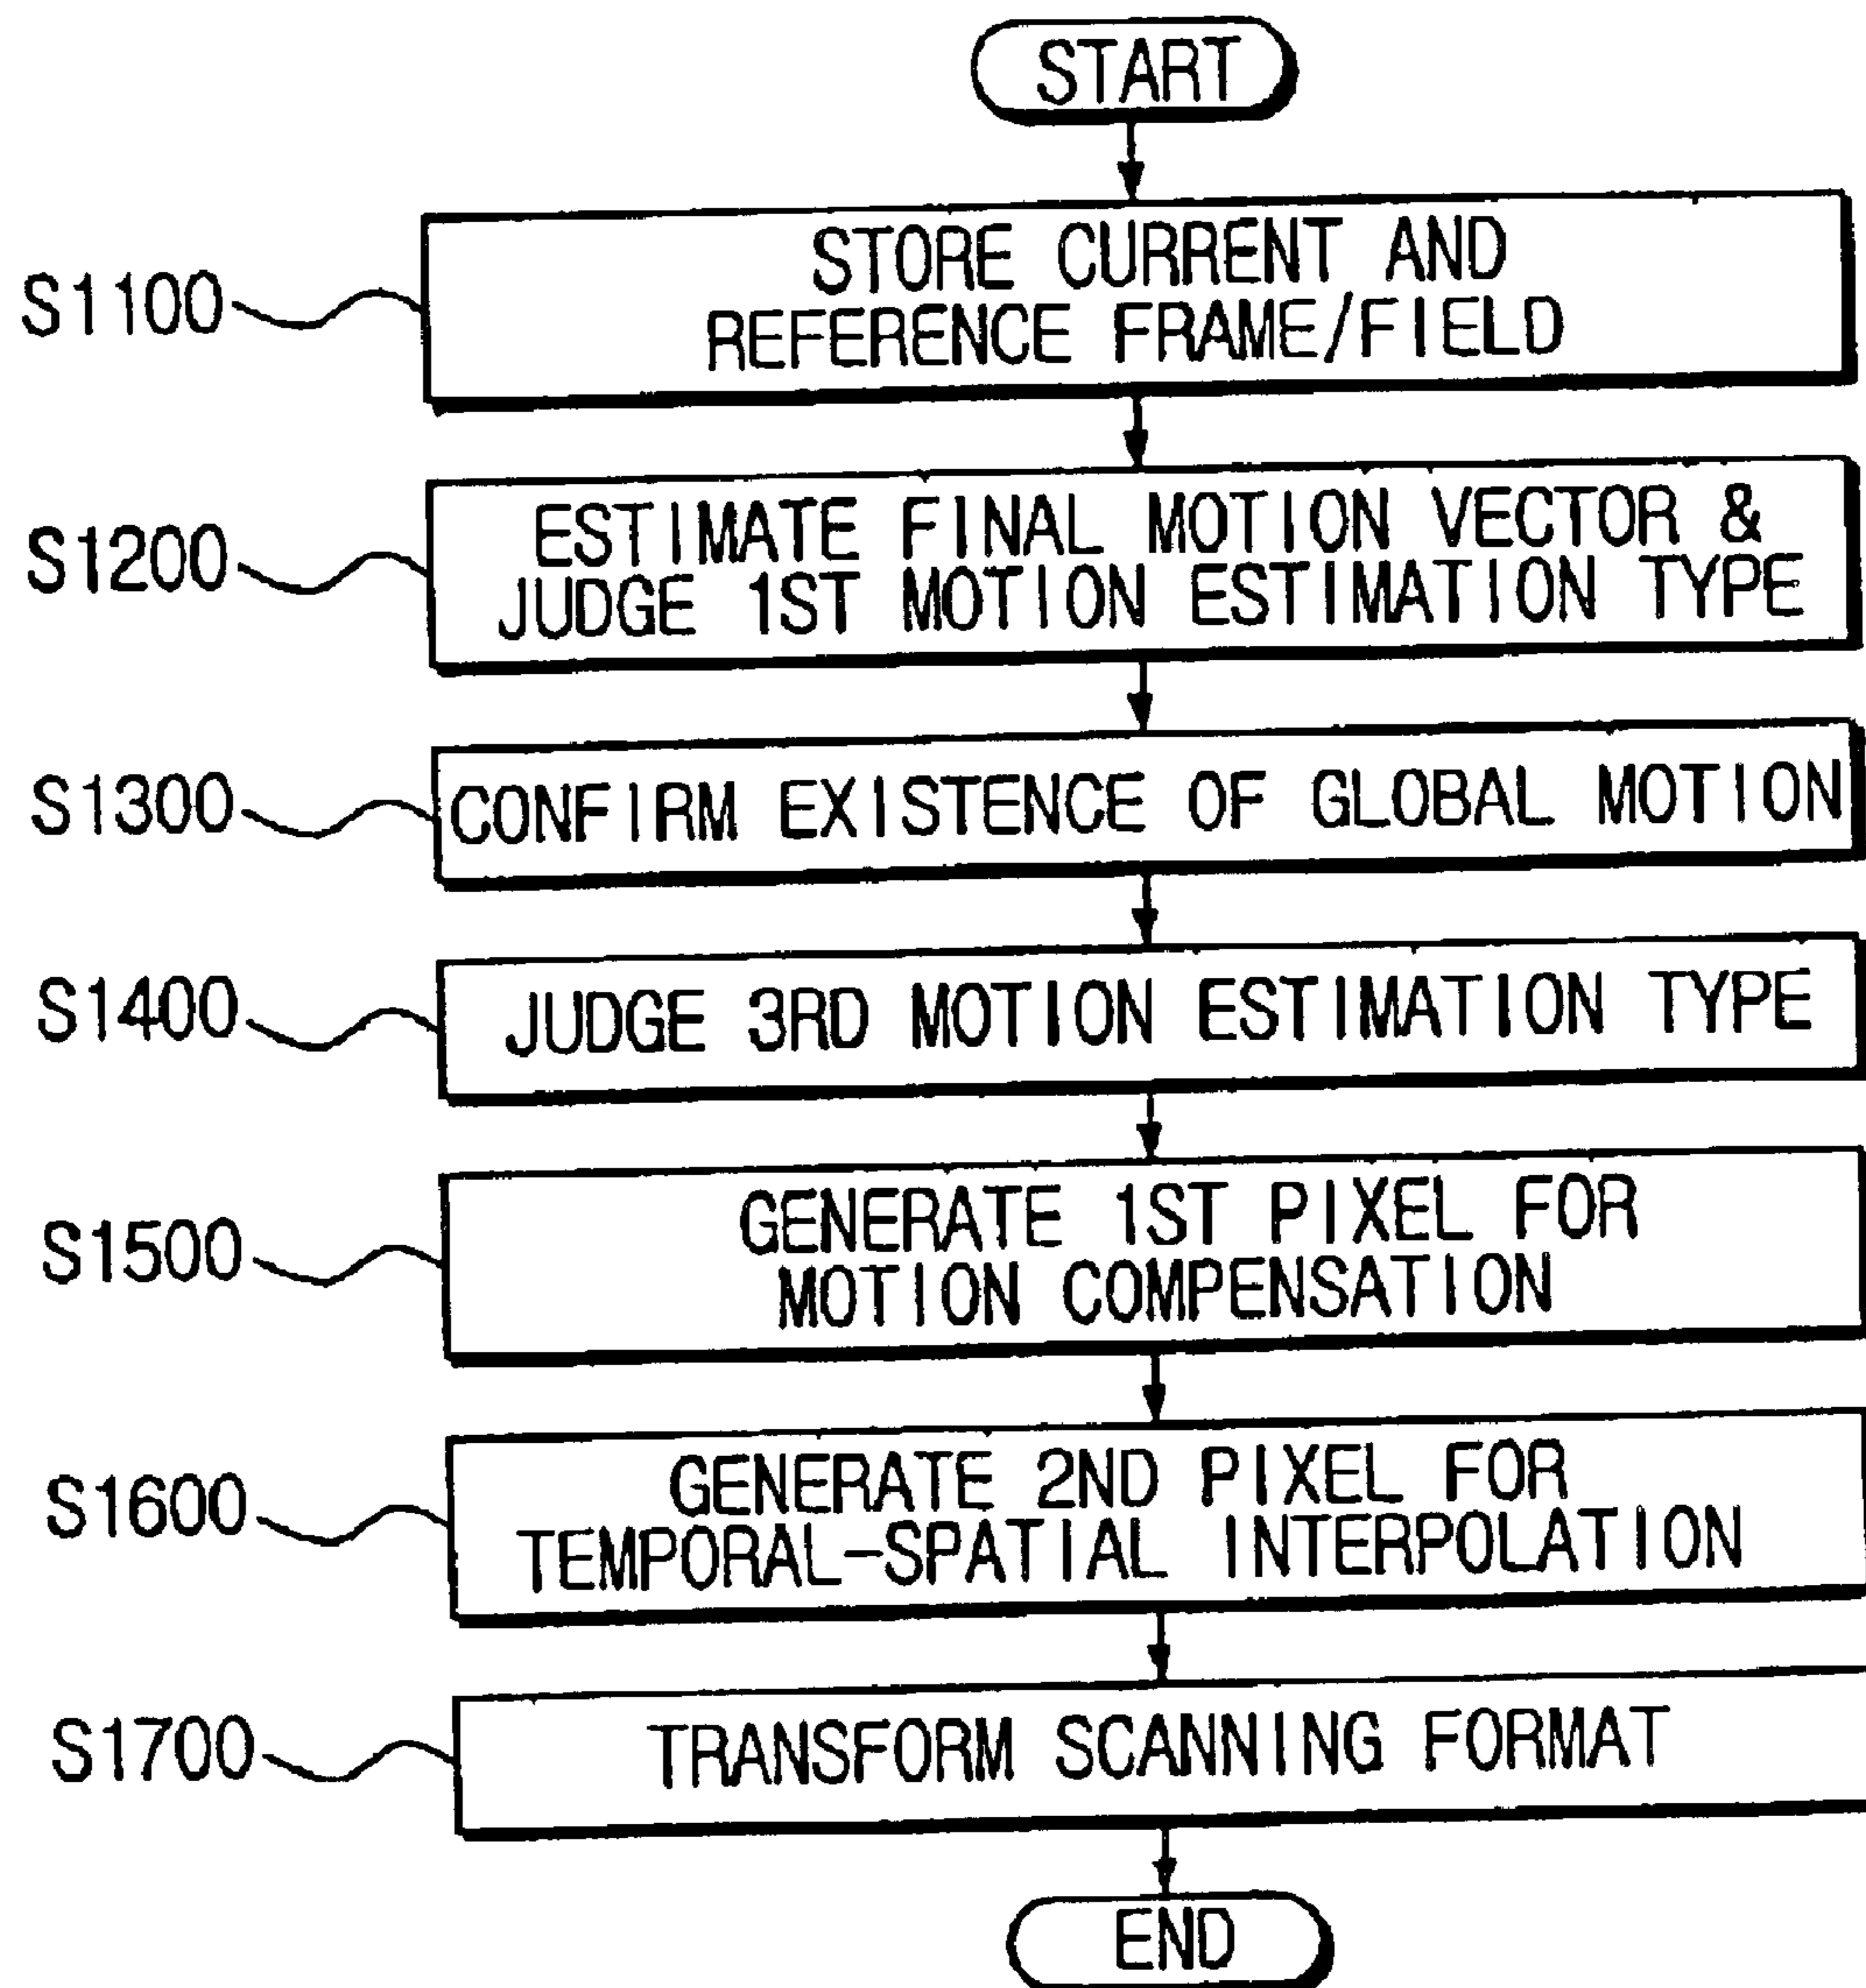 START
S1100
STORE CURRENT AND
REFERENCE FRAME/FIELD
S1200
ESTIMATE FINAL MOTION VECTOR &
JUDGE 1ST MOTION ESTIMATION TYPE
S1300
CONFIRM EXISTENCE OF GLOBAL MOTION
S1400
JUDGE 3RD MOTION ESTIMATION TYPE
S1500
GENERATE 1ST PIXEL FOR
MOTION COMPENSATION
S1600
GENERATE 2ND PIXEL FOR
TEMPORAL-SPATIAL INTERPOLATION
S1700
TRANSFORM SCANNING FORMAT
END